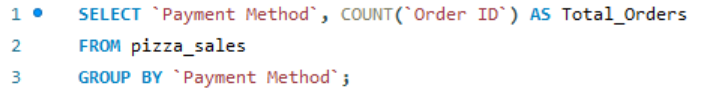 1 SELECT `Payment Method`, COUNT(`Order ID`) AS Total_Orders
2 FROM pizza_sales
3 GROUP BY `Payment Method`;